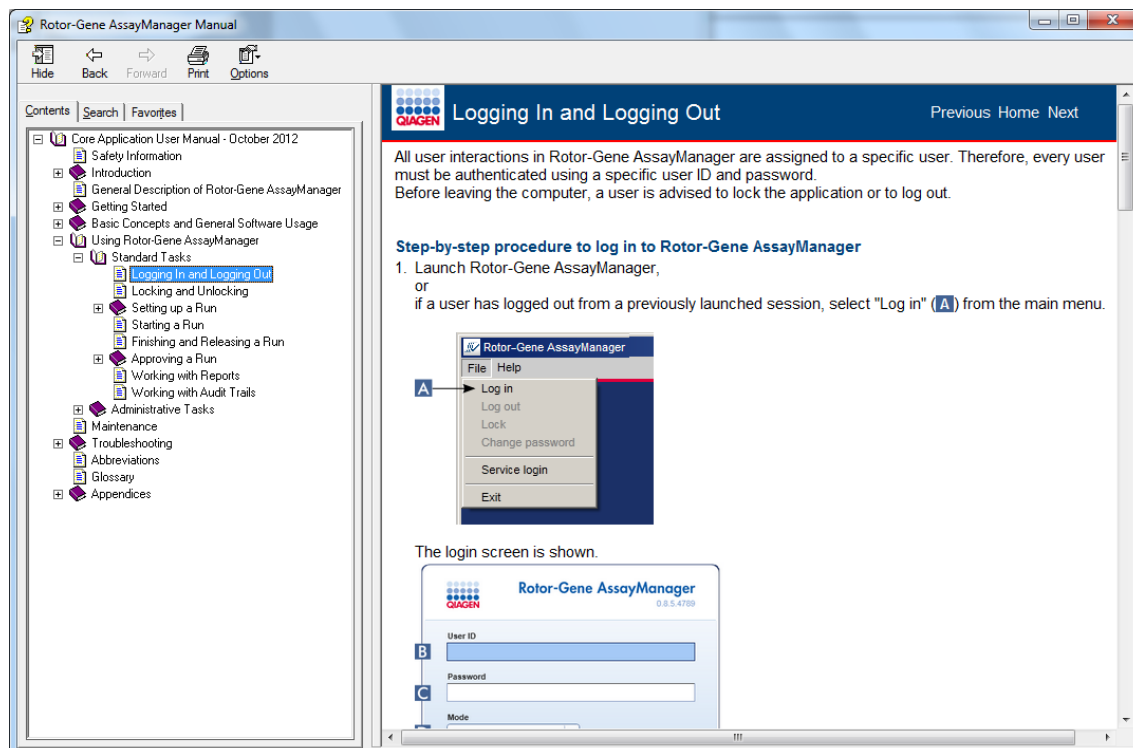 Rotor-Gene AssayManager Manual
Hide Back Forward Print Options
Contents Search Favorites
Core Application User Manual - October 2012
Safety Information
Introduction
General Description of Rotor-Gene AssayManager
Getting Started
Basic Concepts and General Software Usage
Using Rotor-Gene AssayManager
Standard Tasks
Logging In and Logging Out
Locking and Unlocking
Setting up a Run
Starting a Run
Finishing and Releasing a Run
Approving a Run
Working with Reports
Working with Audit Trails
Administrative Tasks
Maintenance
Troubleshooting
Abbreviations
Glossary
Appendices
QIAGEN
Logging In and Logging Out
Previous Home Next
All user interactions in Rotor-Gene AssayManager are assigned to a specific user. Therefore, every user
must be authenticated using a specific user ID and password.
Before leaving the computer, a user is advised to lock the application or to log out.
Step-by-step procedure to log in to Rotor-Gene AssayManager
1. Launch Rotor-Gene AssayManager,
or
if a user has logged out from a previously launched session, select "Log in" (A) from the main menu.
Rotor-Gene AssayManager
File Help
A Log in
Log out
Lock
Change password
Service login
Exit
The login screen is shown.
QIAGEN
Rotor-Gene AssayManager
0.8.5.4789
User ID
B
Password
C
Mode